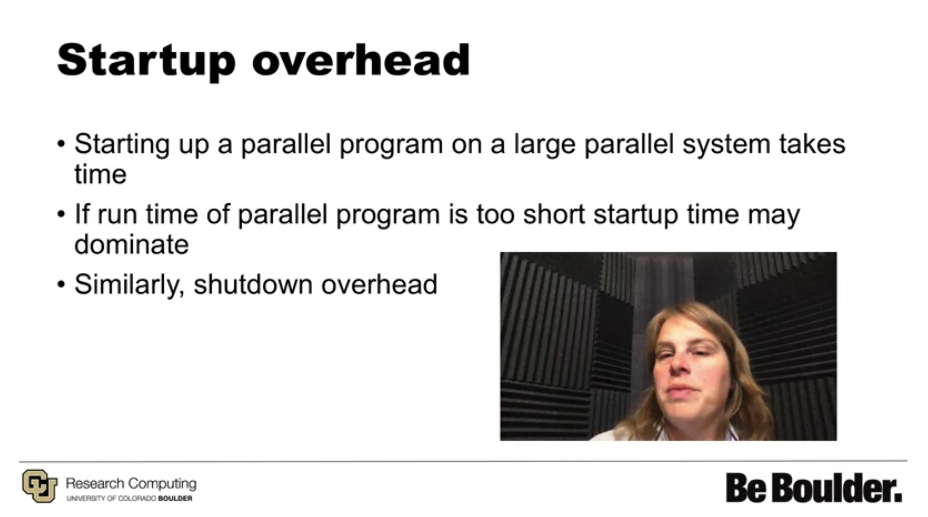 Startup overhead
• Starting up a parallel program on a large parallel system takes
time
• If run time of parallel program is too short startup time may
dominate
• Similarly, shutdown overhead
CU
Research Computing
UNIVERSITY OF COLORADO BOULDER
Be Boulder.